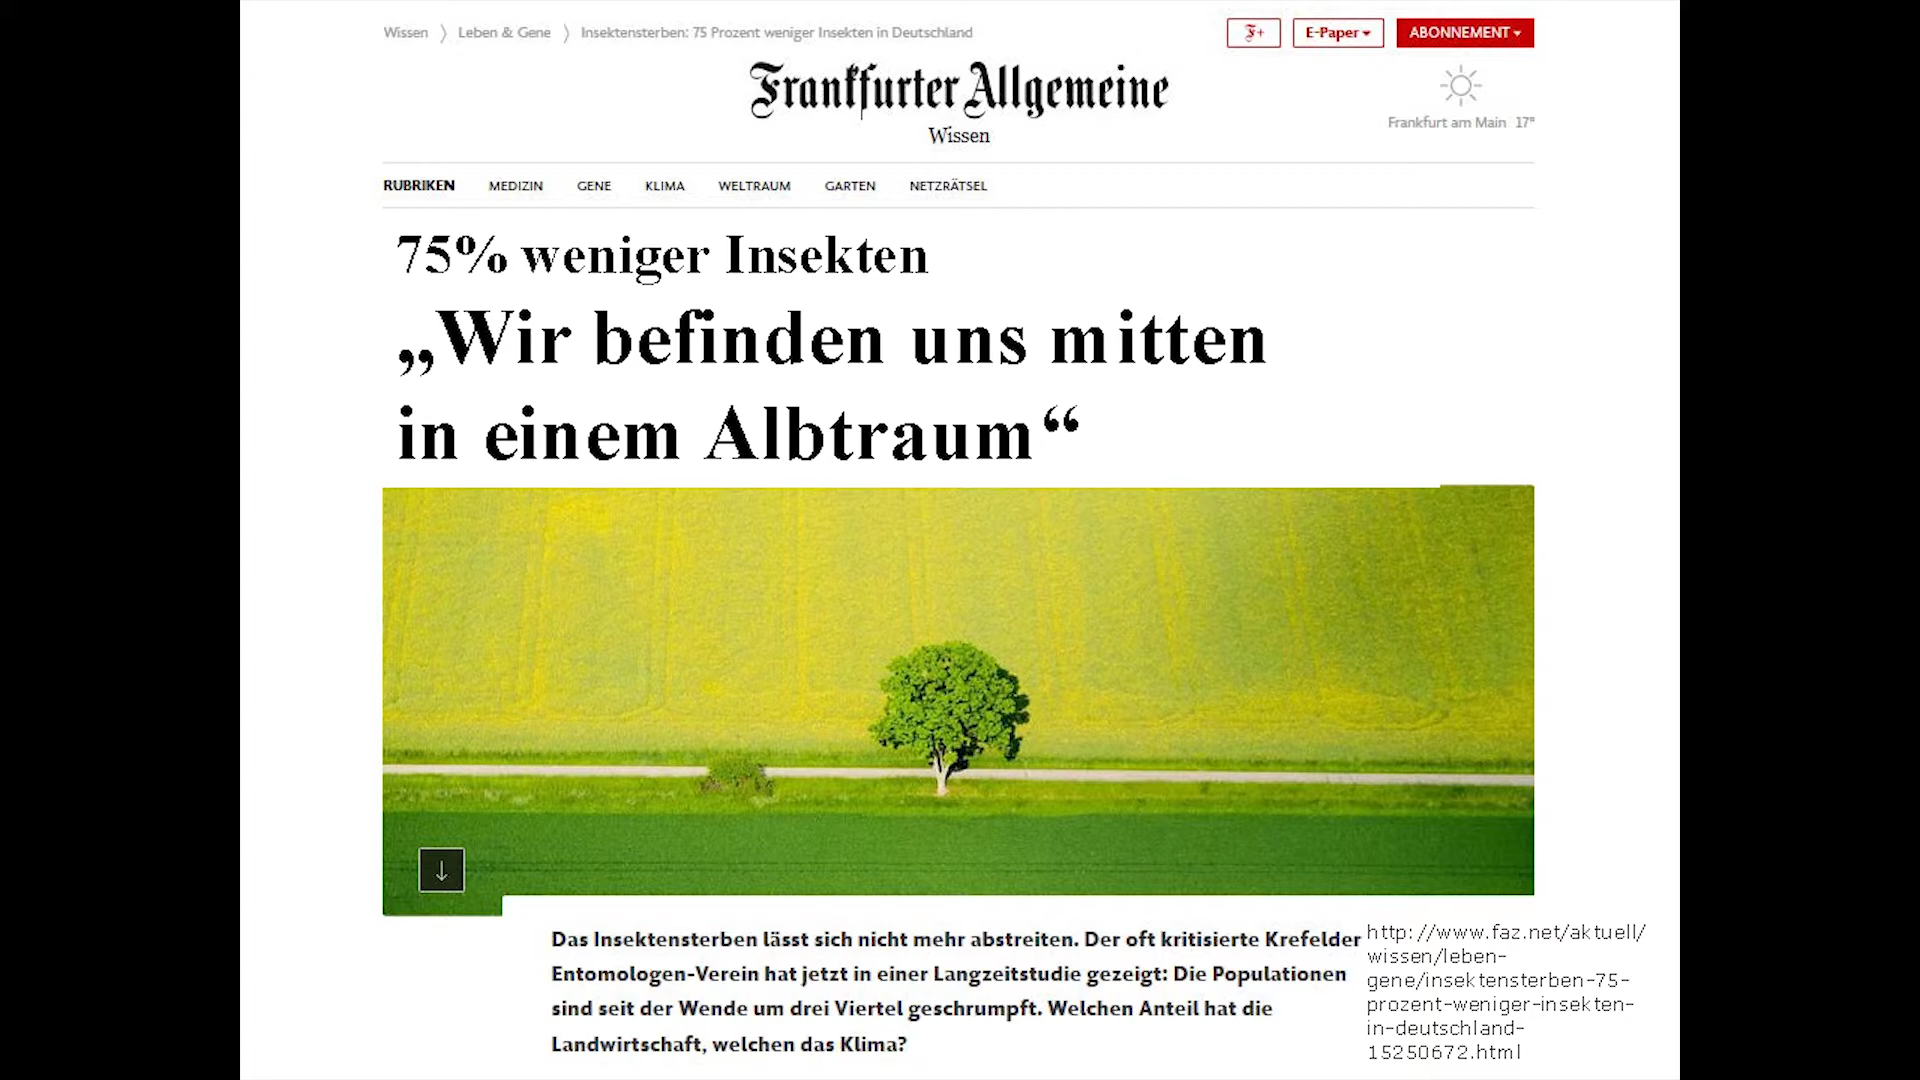 Wissen 〉 Leben & Gene 〉 Insektensterben: 75 Prozent weniger Insekten in Deutschland
F+
E-Paper
ABONNEMENT
Frankfurter Allgemeine
Wissen
Frankfurt am Main 17°
RUBRIKEN MEDIZIN GENE KLIMA WELTRAUM GARTEN NETZRÄTSEL
75% weniger Insekten
„Wir befinden uns mitten
in einem Albtraum“
Das Insektensterben lässt sich nicht mehr abstreiten. Der oft kritisierte Krefelder
Entomologen-Verein hat jetzt in einer Langzeitstudie gezeigt: Die Populationen
sind seit der Wende um drei Viertel geschrumpft. Welchen Anteil hat die
Landwirtschaft, welchen das Klima?
http://www.faz.net/aktuell/
wissen/leben-
gene/insektensterben-75-
prozent-weniger-insekten-
in-deutschland-
15250672.html